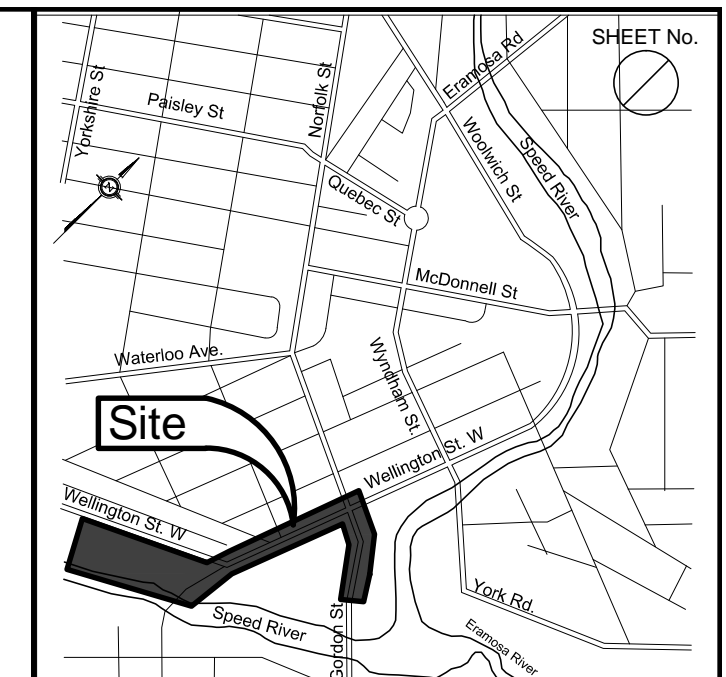 SHEET No.
Eramosa Rd
Yorkshire St
Norfolk St
Paisley St
Woolwich St
Speed River
N
Quebec St
McDonnell St
Waterloo Ave.
Wyndham St.
Site
Wellington St. W
Wellington St. W
York Rd.
Speed River
Gordon St
Eramosa River